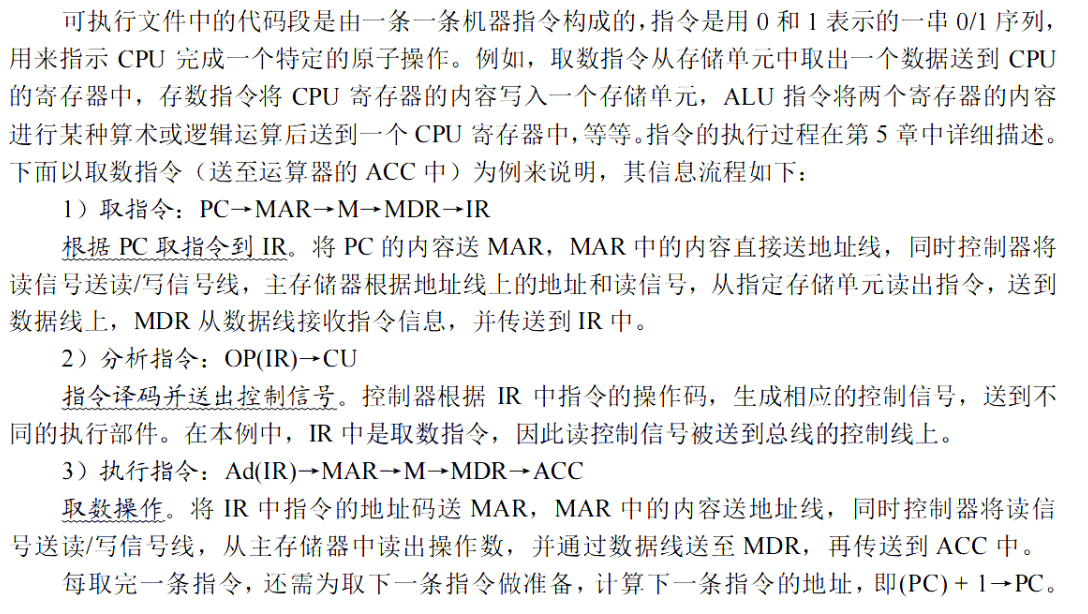 可执行文件中的代码段是由一条一条机器指令构成的,指令是用 0 和 1 表示的一串 0/1 序列,
用来指示 CPU 完成一个特定的原子操作。例如，取数指令从存储单元中取出一个数据送到 CPU
的寄存器中，存数指令将 CPU 寄存器的内容写入一个存储单元，ALU 指令将两个寄存器的内容
进行某种算术或逻辑运算后送到一个 CPU 寄存器中,等等。指令的执行过程在第 5 章中详细描述。
下面以取数指令（送至运算器的 ACC 中）为例来说明，其信息流程如下：
1）取指令：PC→MAR→M→MDR→IR
根据 PC 取指令到 IR。将 PC 的内容送 MAR，MAR 中的内容直接送地址线，同时控制器将
读信号送读/写信号线，主存储器根据地址线上的地址和读信号，从指定存储单元读出指令，送到
数据线上，MDR 从数据线接收指令信息，并传送到 IR 中。
2）分析指令：OP(IR)→CU
指令译码并送出控制信号。控制器根据 IR 中指令的操作码，生成相应的控制信号，送到不
同的执行部件。在本例中，IR 中是取数指令，因此读控制信号被送到总线的控制线上。
3）执行指令：Ad(IR)→MAR→M→MDR→ACC
取数操作。将 IR 中指令的地址码送 MAR，MAR 中的内容送地址线，同时控制器将读信
号送读/写信号线，从主存储器中读出操作数，并通过数据线送至 MDR，再传送到 ACC 中。
每取完一条指令，还需为取下一条指令做准备，计算下一条指令的地址，即(PC) + 1→PC。